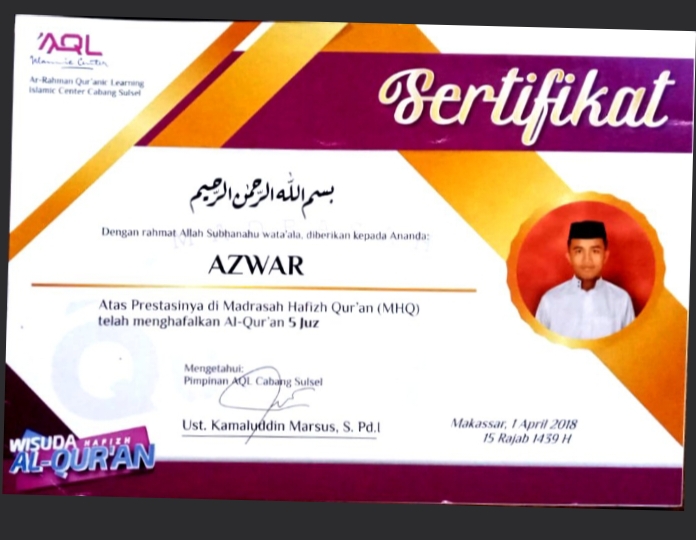 AQL
Islamic Center
Ar-Rahman Qur'anic Learning
Islamic Center Cabang Sulsel
Sertifikat
بسم الله الرحمن الرحيم
Dengan rahmat Allah Subhanahu wata'ala, diberikan kepada Ananda:
AZWAR
Atas Prestasinya di Madrasah Hafizh Qur'an (MHQ)
telah menghafalkan Al-Qur'an 5 Juz
Mengetahui:
Pimpinan AQL Cabang Sulsel
Ust. Kamaluddin Marsus, S. Pd.I
Makassar, 1 April 2018
15 Rajab 1439 H
WISUDA HAFIZH
AL-QUR'AN